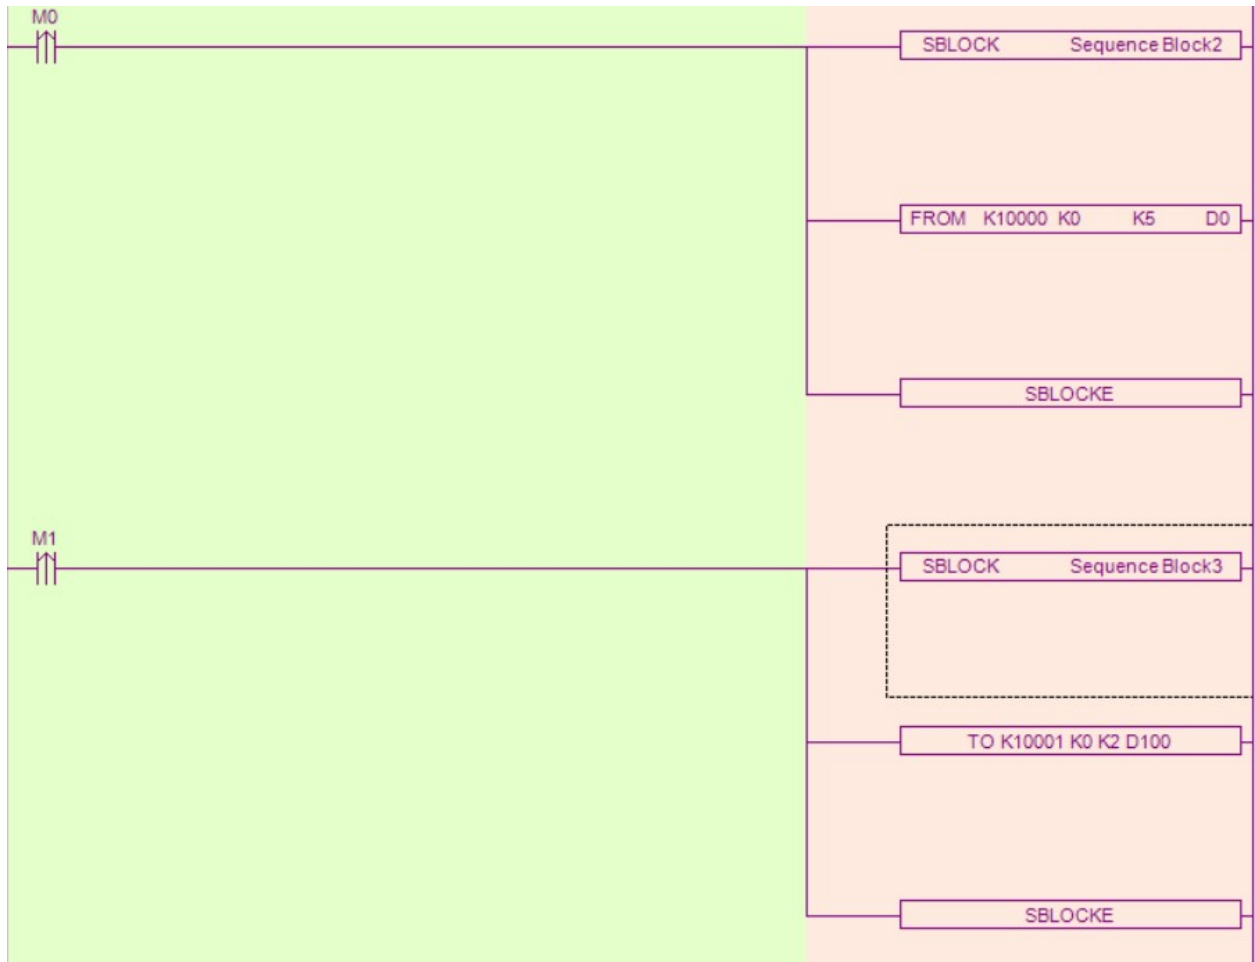 M0
SBLOCK Sequence Block2
FROM K10000 K0 K5 D0
SBLOCKE
M1
SBLOCK Sequence Block3
TO K10001 K0 K2 D100
SBLOCKE